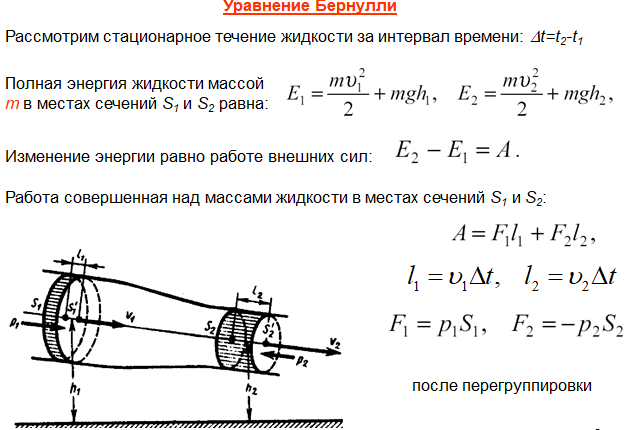 Уравнение Бернулли
Рассмотрим стационарное течение жидкости за интервал времени: Δt=t₂-t₁
Полная энергия жидкости массой
m в местах сечений S₁ и S₂ равна:
E₁ = mυ₁²/2 + mgh₁, E₂ = mυ₂²/2 + mgh₂,
Изменение энергии равно работе внешних сил: E₂ − E₁ = A .
Работа совершенная над массами жидкости в местах сечений S₁ и S₂:
A = F₁l₁ + F₂l₂,
l₁ = υ₁Δt, l₂ = υ₂Δt
F₁ = p₁S₁, F₂ = −p₂S₂
после перегруппировки
l₁
S₁ S₁′ v₁
p₁
l₂
S₂ S₂′ v₂
p₂
h₁ h₂